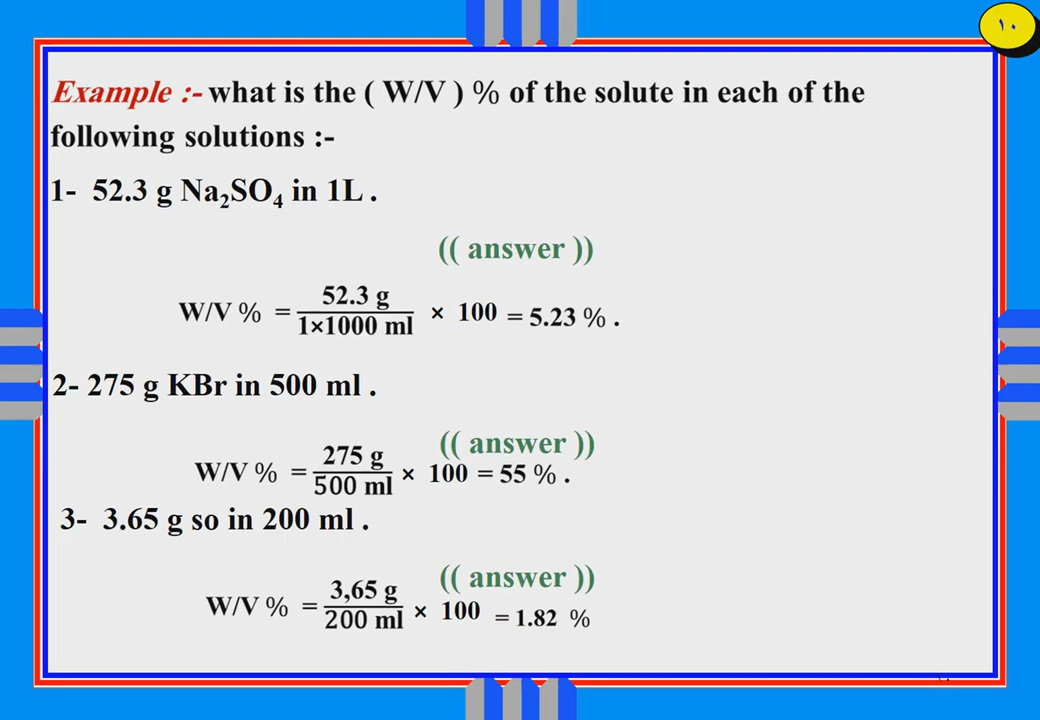 ١٠
Example :- what is the ( W/V ) % of the solute in each of the
following solutions :-
1- 52.3 g Na₂SO₄ in 1L .
(( answer ))
W/V % = 52.3 g / 1×1000 ml × 100 = 5.23 % .
2- 275 g KBr in 500 ml .
(( answer ))
W/V % = 275 g / 500 ml × 100 = 55 % .
3- 3.65 g so in 200 ml .
(( answer ))
W/V % = 3,65 g / 200 ml × 100 = 1.82 %
١٠